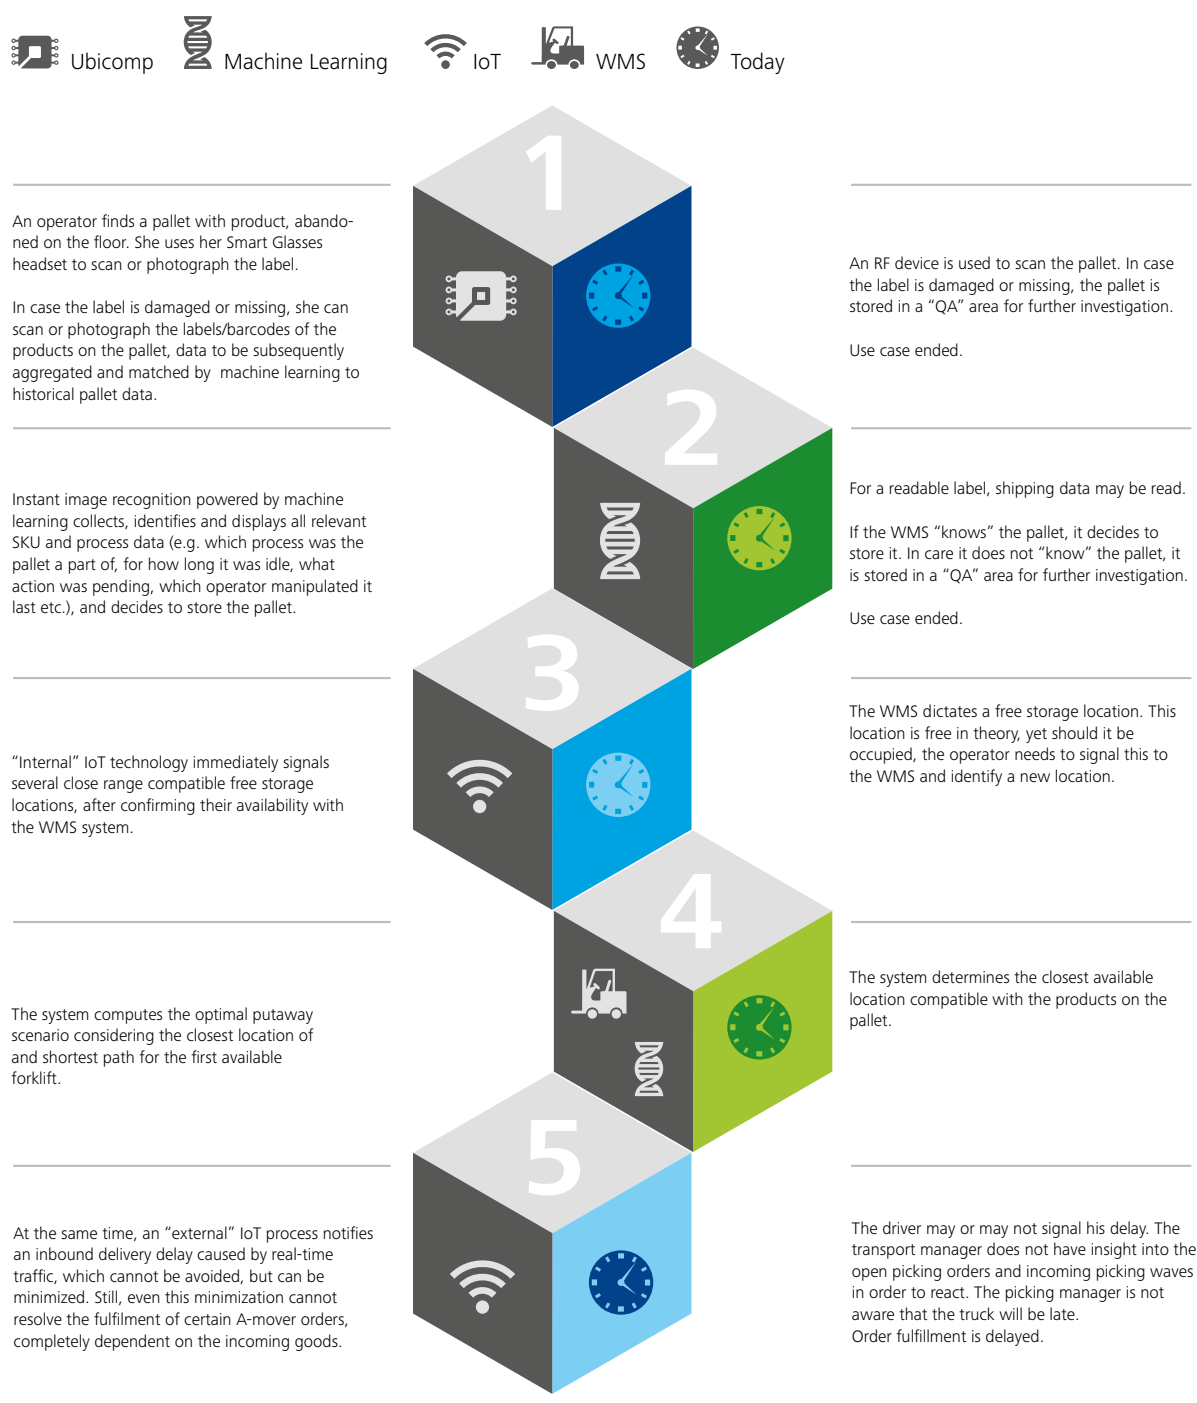 Ubicomp
Machine Learning
IoT
WMS
Today
1
An operator finds a pallet with product, abando-
ned on the floor. She uses her Smart Glasses
headset to scan or photograph the label.
In case the label is damaged or missing, she can
scan or photograph the labels/barcodes of the
products on the pallet, data to be subsequently
aggregated and matched by machine learning to
historical pallet data.
An RF device is used to scan the pallet. In case
the label is damaged or missing, the pallet is
stored in a “QA” area for further investigation.
Use case ended.
2
Instant image recognition powered by machine
learning collects, identifies and displays all relevant
SKU and process data (e.g. which process was the
pallet a part of, for how long it was idle, what
action was pending, which operator manipulated it
last etc.), and decides to store the pallet.
For a readable label, shipping data may be read.
If the WMS “knows” the pallet, it decides to
store it. In care it does not “know” the pallet, it
is stored in a “QA” area for further investigation.
Use case ended.
3
“Internal” IoT technology immediately signals
several close range compatible free storage
locations, after confirming their availability with
the WMS system.
The WMS dictates a free storage location. This
location is free in theory, yet should it be
occupied, the operator needs to signal this to
the WMS and identify a new location.
4
The system computes the optimal putaway
scenario considering the closest location of
and shortest path for the first available
forklift.
The system determines the closest available
location compatible with the products on the
pallet.
5
At the same time, an “external” IoT process notifies
an inbound delivery delay caused by real-time
traffic, which cannot be avoided, but can be
minimized. Still, even this minimization cannot
resolve the fulfilment of certain A-mover orders,
completely dependent on the incoming goods.
The driver may or may not signal his delay. The
transport manager does not have insight into the
open picking orders and incoming picking waves
in order to react. The picking manager is not
aware that the truck will be late.
Order fulfillment is delayed.